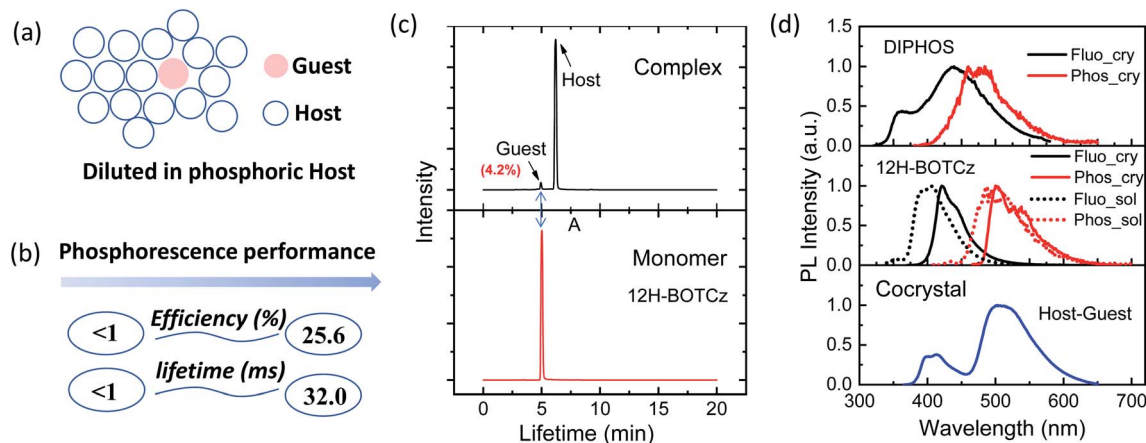 (a)
Guest
Host
Diluted in phosphoric Host
(b)
Phosphorescence performance
<1 Efficiency (%) 25.6
<1 lifetime (ms) 32.0
(c)
Complex
Host
Guest
(4.2%)
A
Monomer
12H-BOTCz
Intensity
0 5 10 15 20
Lifetime (min)
(d)
DIPHOS
Fluo_cry
Phos_cry
1.0
0.5
0.0
12H-BOTCz
Fluo_cry
Phos_cry
Fluo_sol
Phos_sol
1.0
0.5
0.0
Cocrystal
Host-Guest
1.0
0.5
0.0
PL Intensity (a.u.)
300 400 500 600 700
Wavelength (nm)